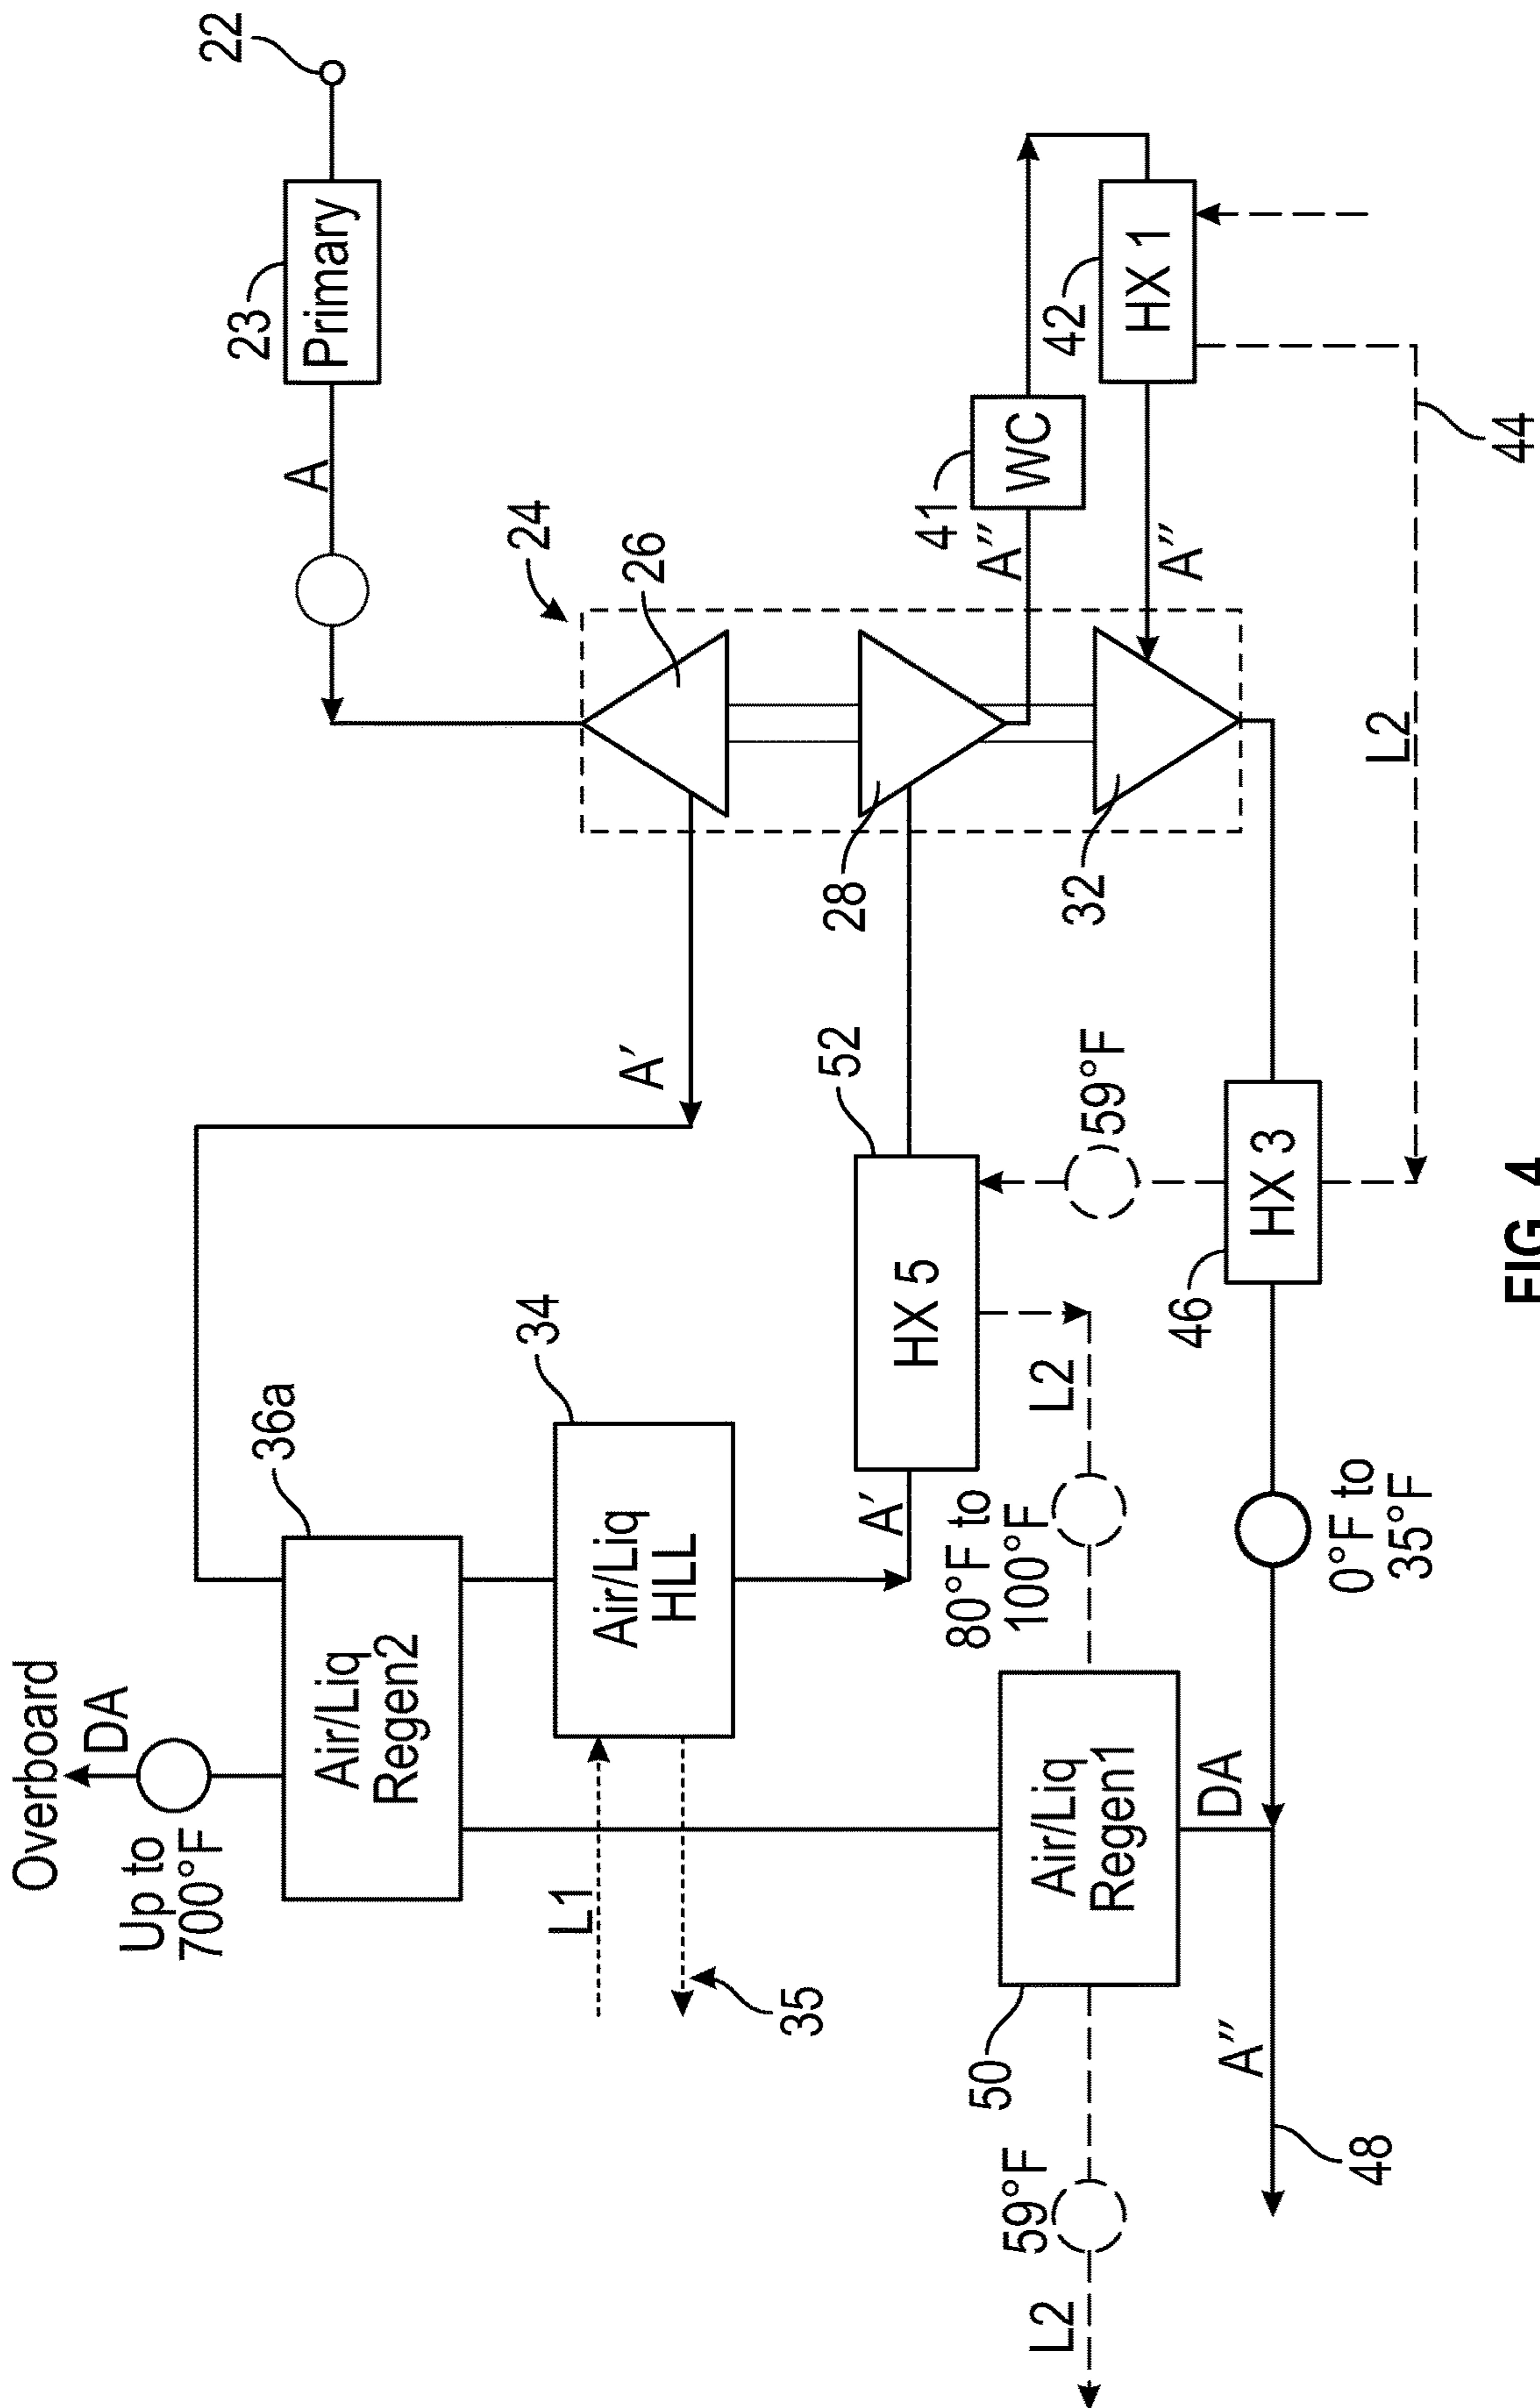 22
23
Primary
A
24
26
A'
36a
Overboard
DA
Up to
700°F
Air/Liq
Regen2
34
Air/Liq
HLL
L1
35
28
32
41
WC
A''
42
HX 1
A''
44
L2
52
HX 5
A'
59°F
46
HX 3
L2
80°F to
100°F
0°F to
35°F
50
Air/Liq
Regen1
DA
A''
48
59°F
L2
FIG. 4